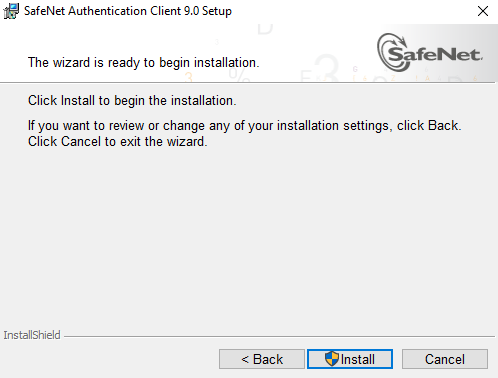 SafeNet Authentication Client 9.0 Setup
The wizard is ready to begin installation.
SafeNet.
Click Install to begin the installation.
If you want to review or change any of your installation settings, click Back.
Click Cancel to exit the wizard.
InstallShield
< Back
Install
Cancel